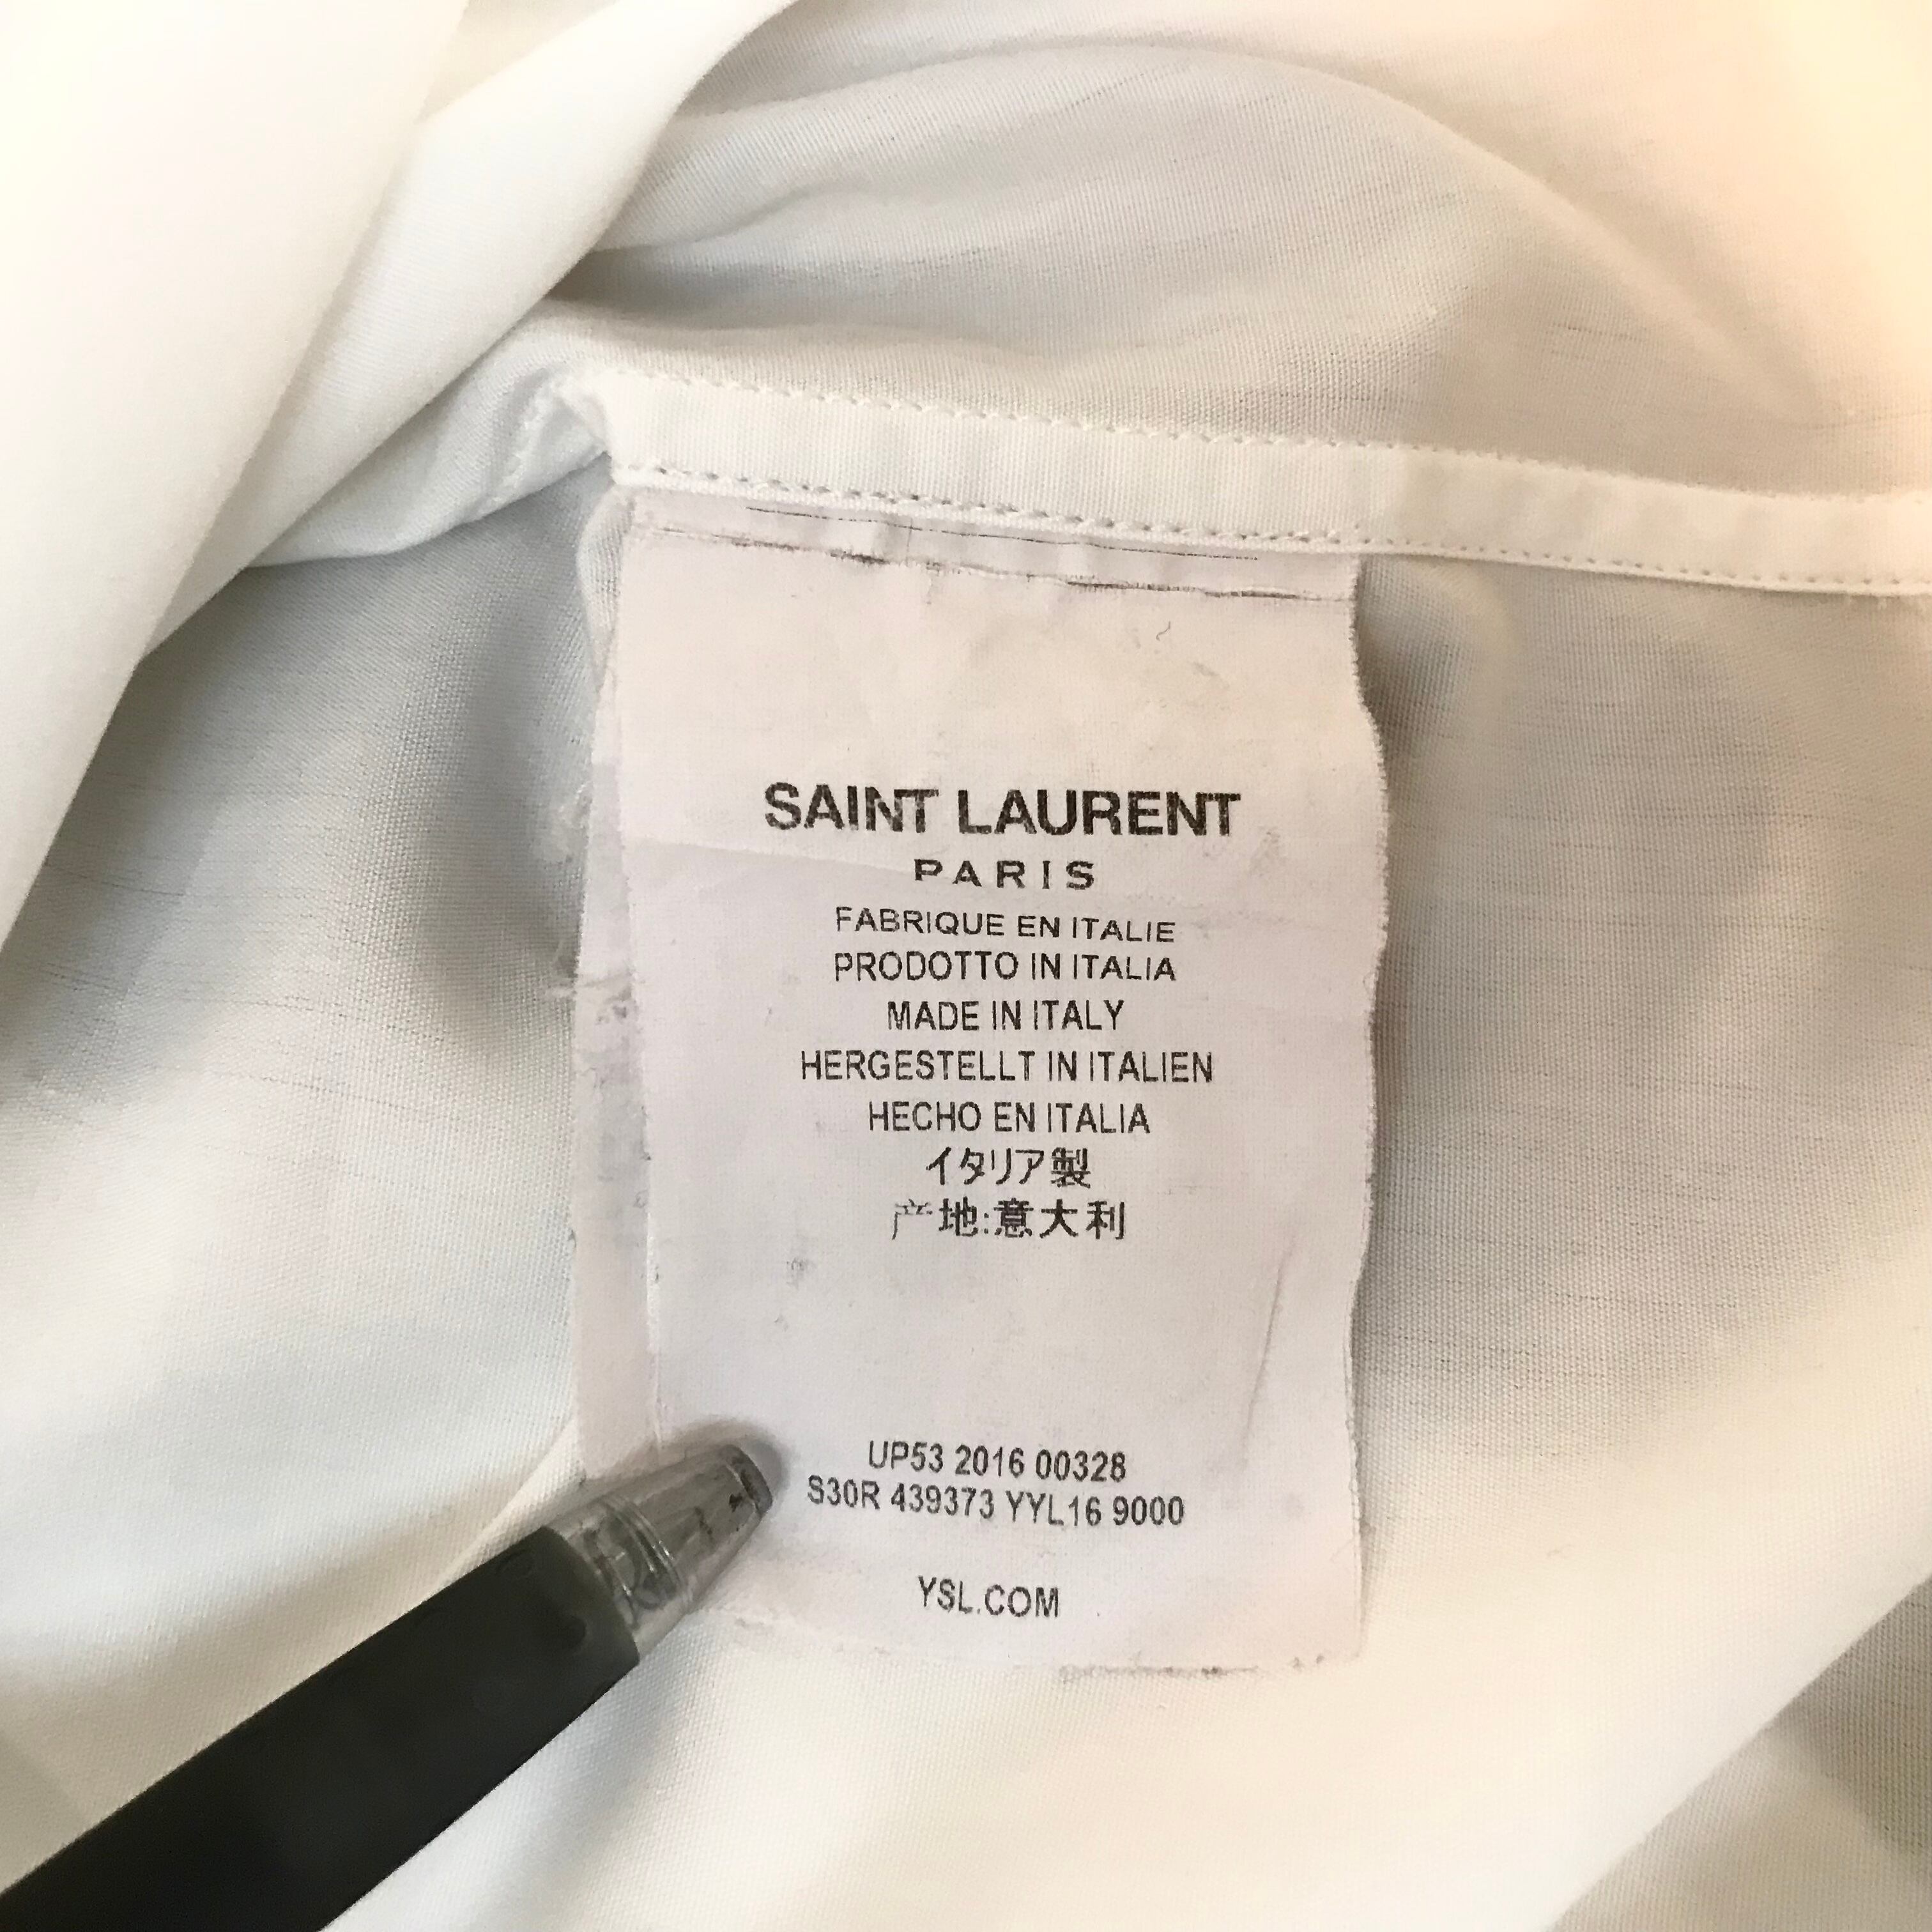 SAINT LAURENT
PARIS
FABRIQUE EN ITALIE
PRODOTTO IN ITALIA
MADE IN ITALY
HERGESTELLT IN ITALIEN
HECHO EN ITALIA
イタリア製
产地:意大利
UP53 2016 00328
S30R 439373 YYL16 9000
YSL.COM